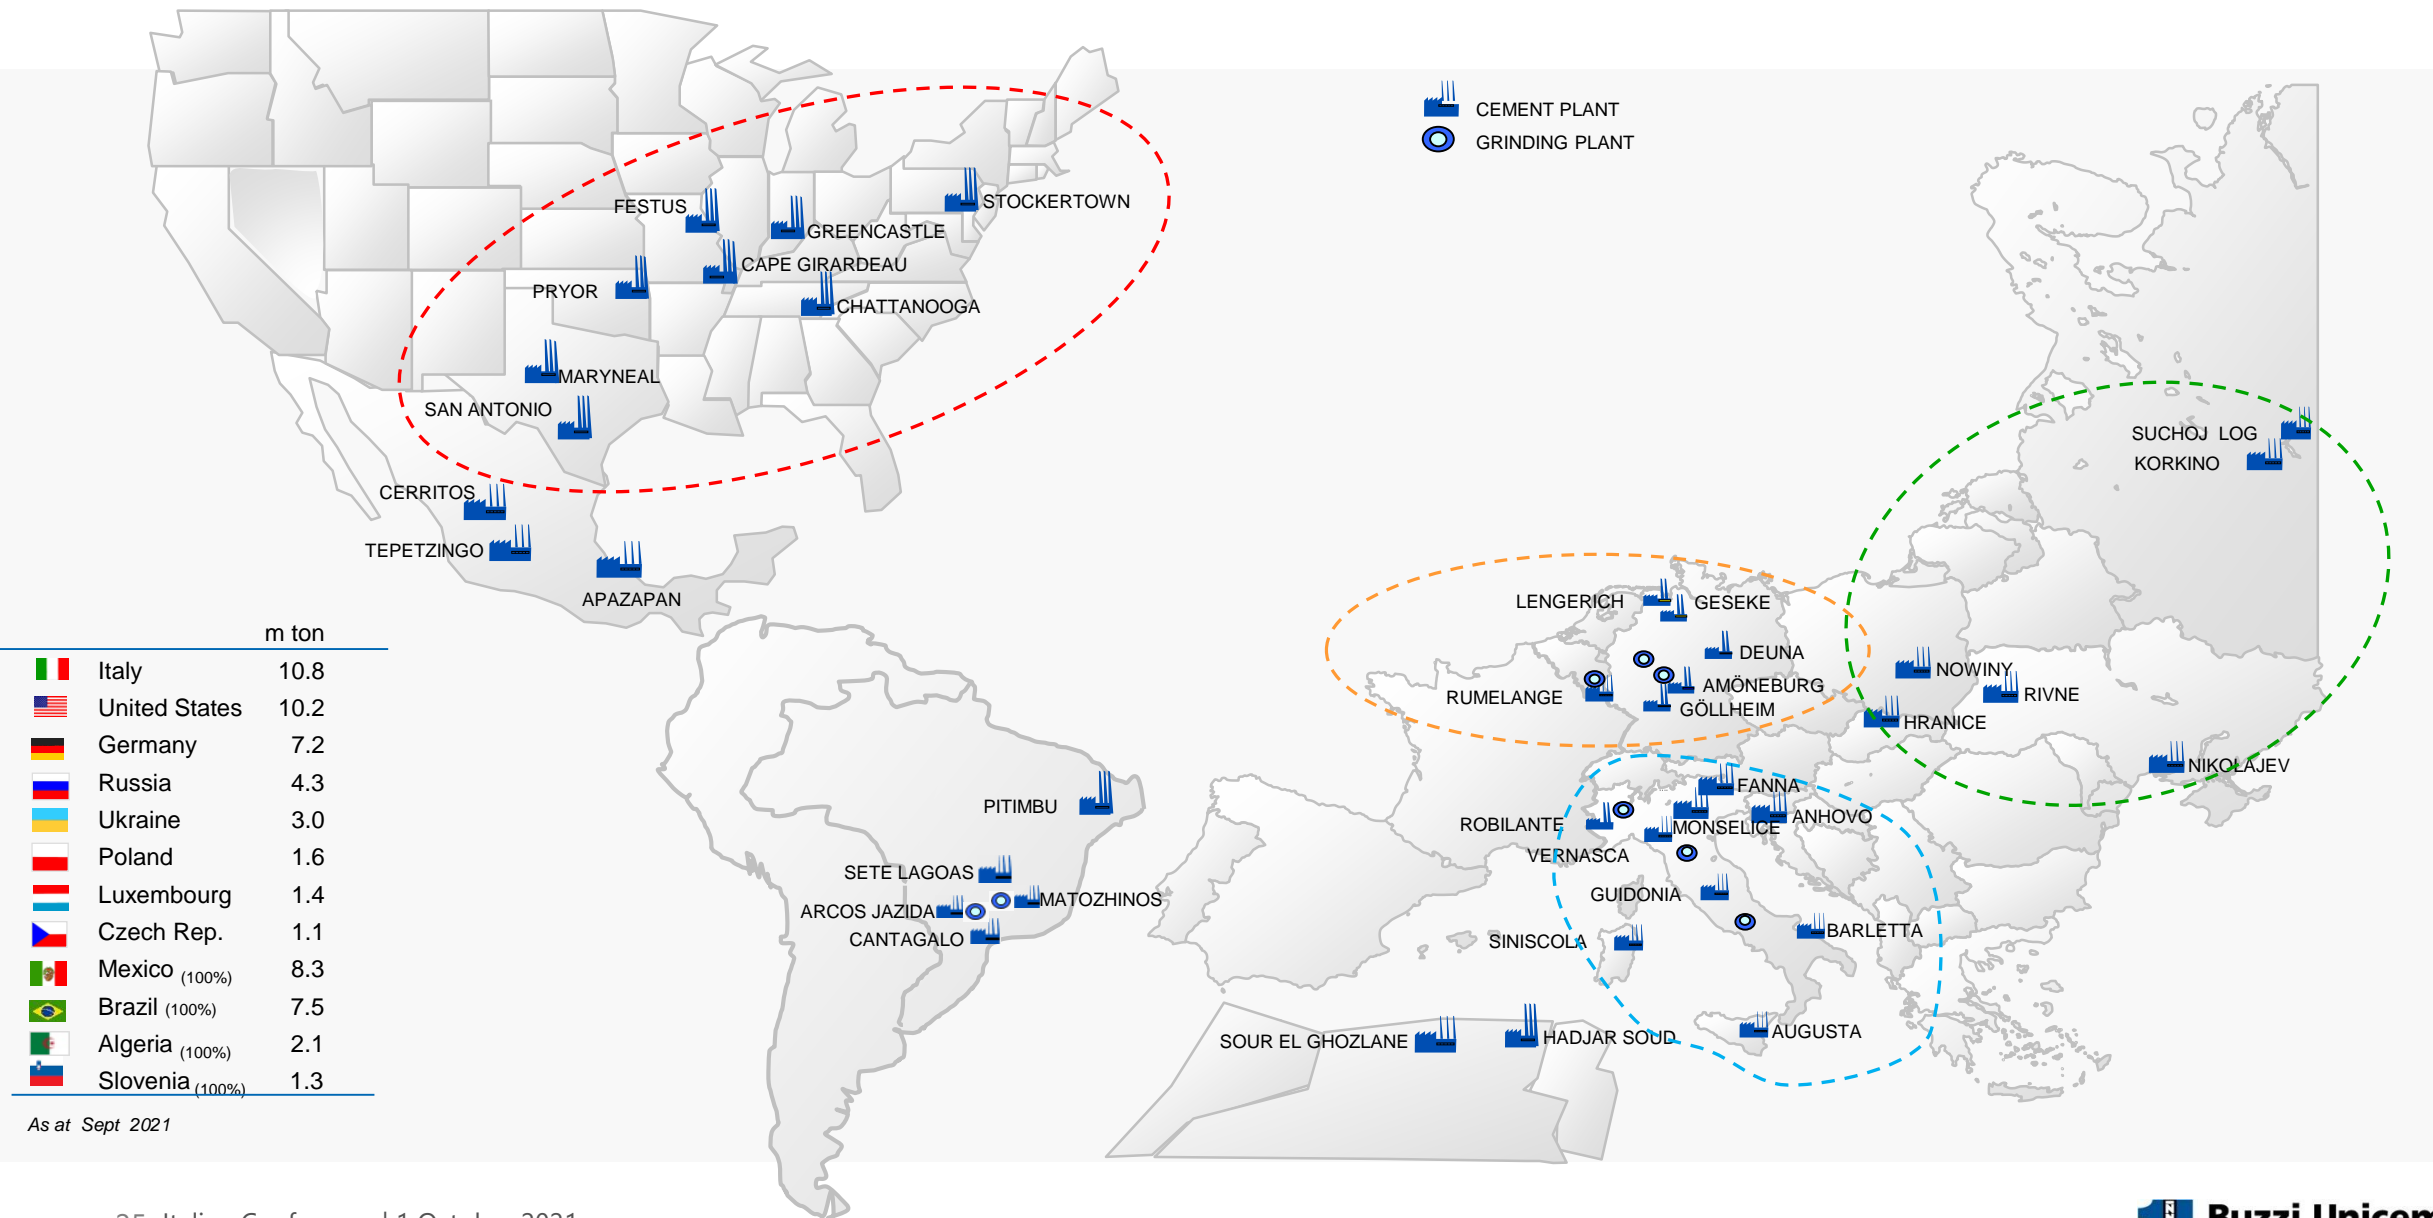 CEMENT PLANT
GRINDING PLANT
FESTUS
STOCKERTOWN
GREENCASTLE
CAPE GIRARDEAU
PRYOR
CHATTANOOGA
MARYNEAL
SAN ANTONIO
CERRITOS
TEPETZINGO
APAZAPAN
SUCHOJ LOG
KORKINO
LENGERICH
GESEKE
DEUNA
AMÖNEBURG
RUMELANGE
GÖLLHEIM
NOWINY
RIVNE
HRANICE
NIKOLAJEV
PITIMBU
SETE LAGOAS
MATOZHINOS
ARCOS JAZIDA
CANTAGALO
FANNA
ANHOVO
ROBILANTE
MONSELICE
VERNASCA
GUIDONIA
BARLETTA
SINISCOLA
SOUR EL GHOZLANE
HADJAR SOUD
AUGUSTA
m ton
Italy 10.8
United States 10.2
Germany 7.2
Russia 4.3
Ukraine 3.0
Poland 1.6
Luxembourg 1.4
Czech Rep. 1.1
Mexico (100%) 8.3
Brazil (100%) 7.5
Algeria (100%) 2.1
Slovenia (100%) 1.3
As at Sept 2021
1 October 2021
Buzzi Unicem